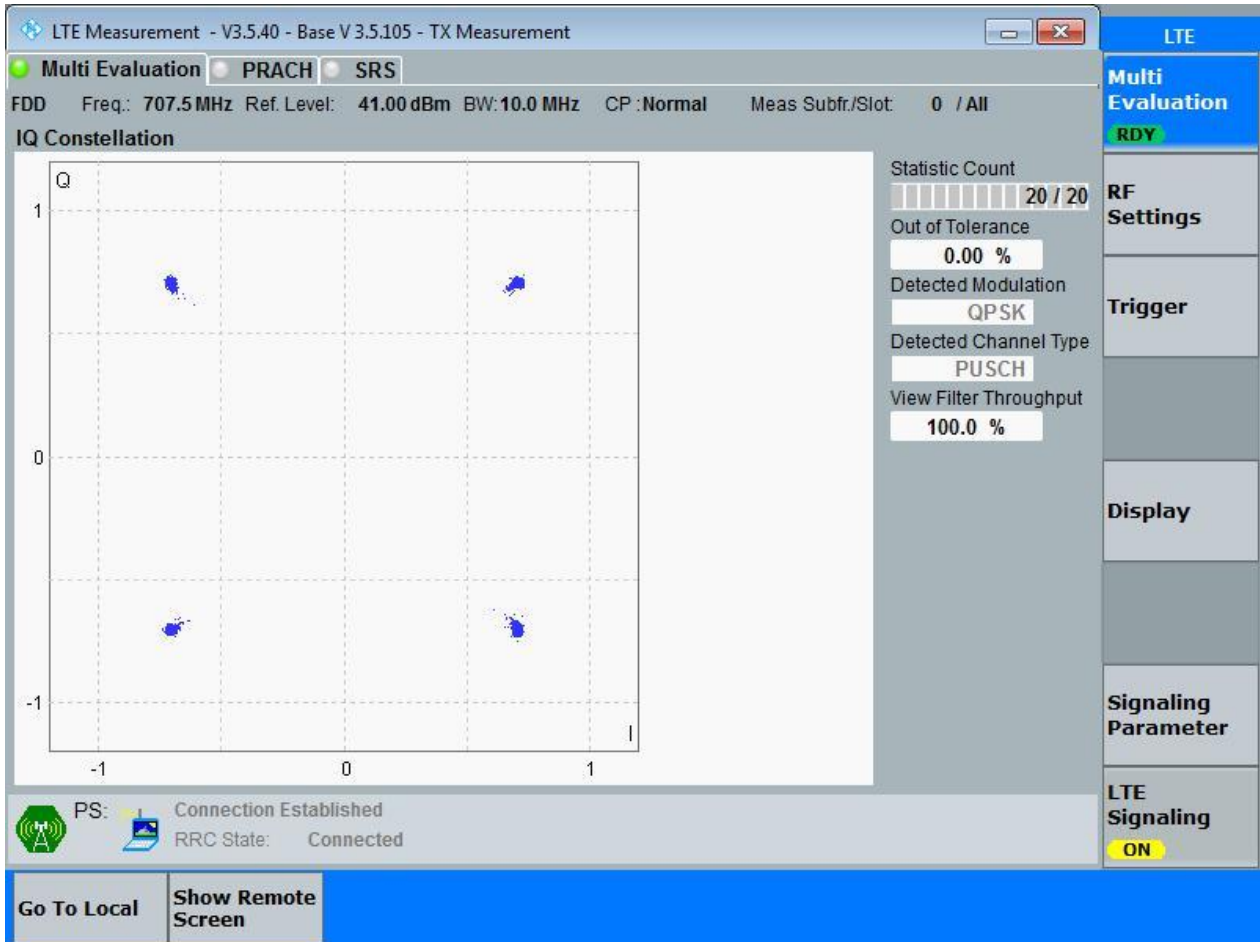 LTE Measurement - V3.5.40 - Base V 3.5.105 - TX Measurement
LTE
Multi Evaluation PRACH SRS
Multi
Evaluation
RDY
FDD Freq.: 707.5 MHz Ref. Level: 41.00 dBm BW: 10.0 MHz CP : Normal Meas Subfr./Slot: 0 / All
IQ Constellation
Q
1
0
-1
I
-1 0 1
Statistic Count
20 / 20
Out of Tolerance
0.00 %
Detected Modulation
QPSK
Detected Channel Type
PUSCH
View Filter Throughput
100.0 %
RF
Settings
Trigger
Display
Signaling
Parameter
LTE
Signaling
ON
PS: Connection Established
RRC State: Connected
Go To Local
Show Remote
Screen